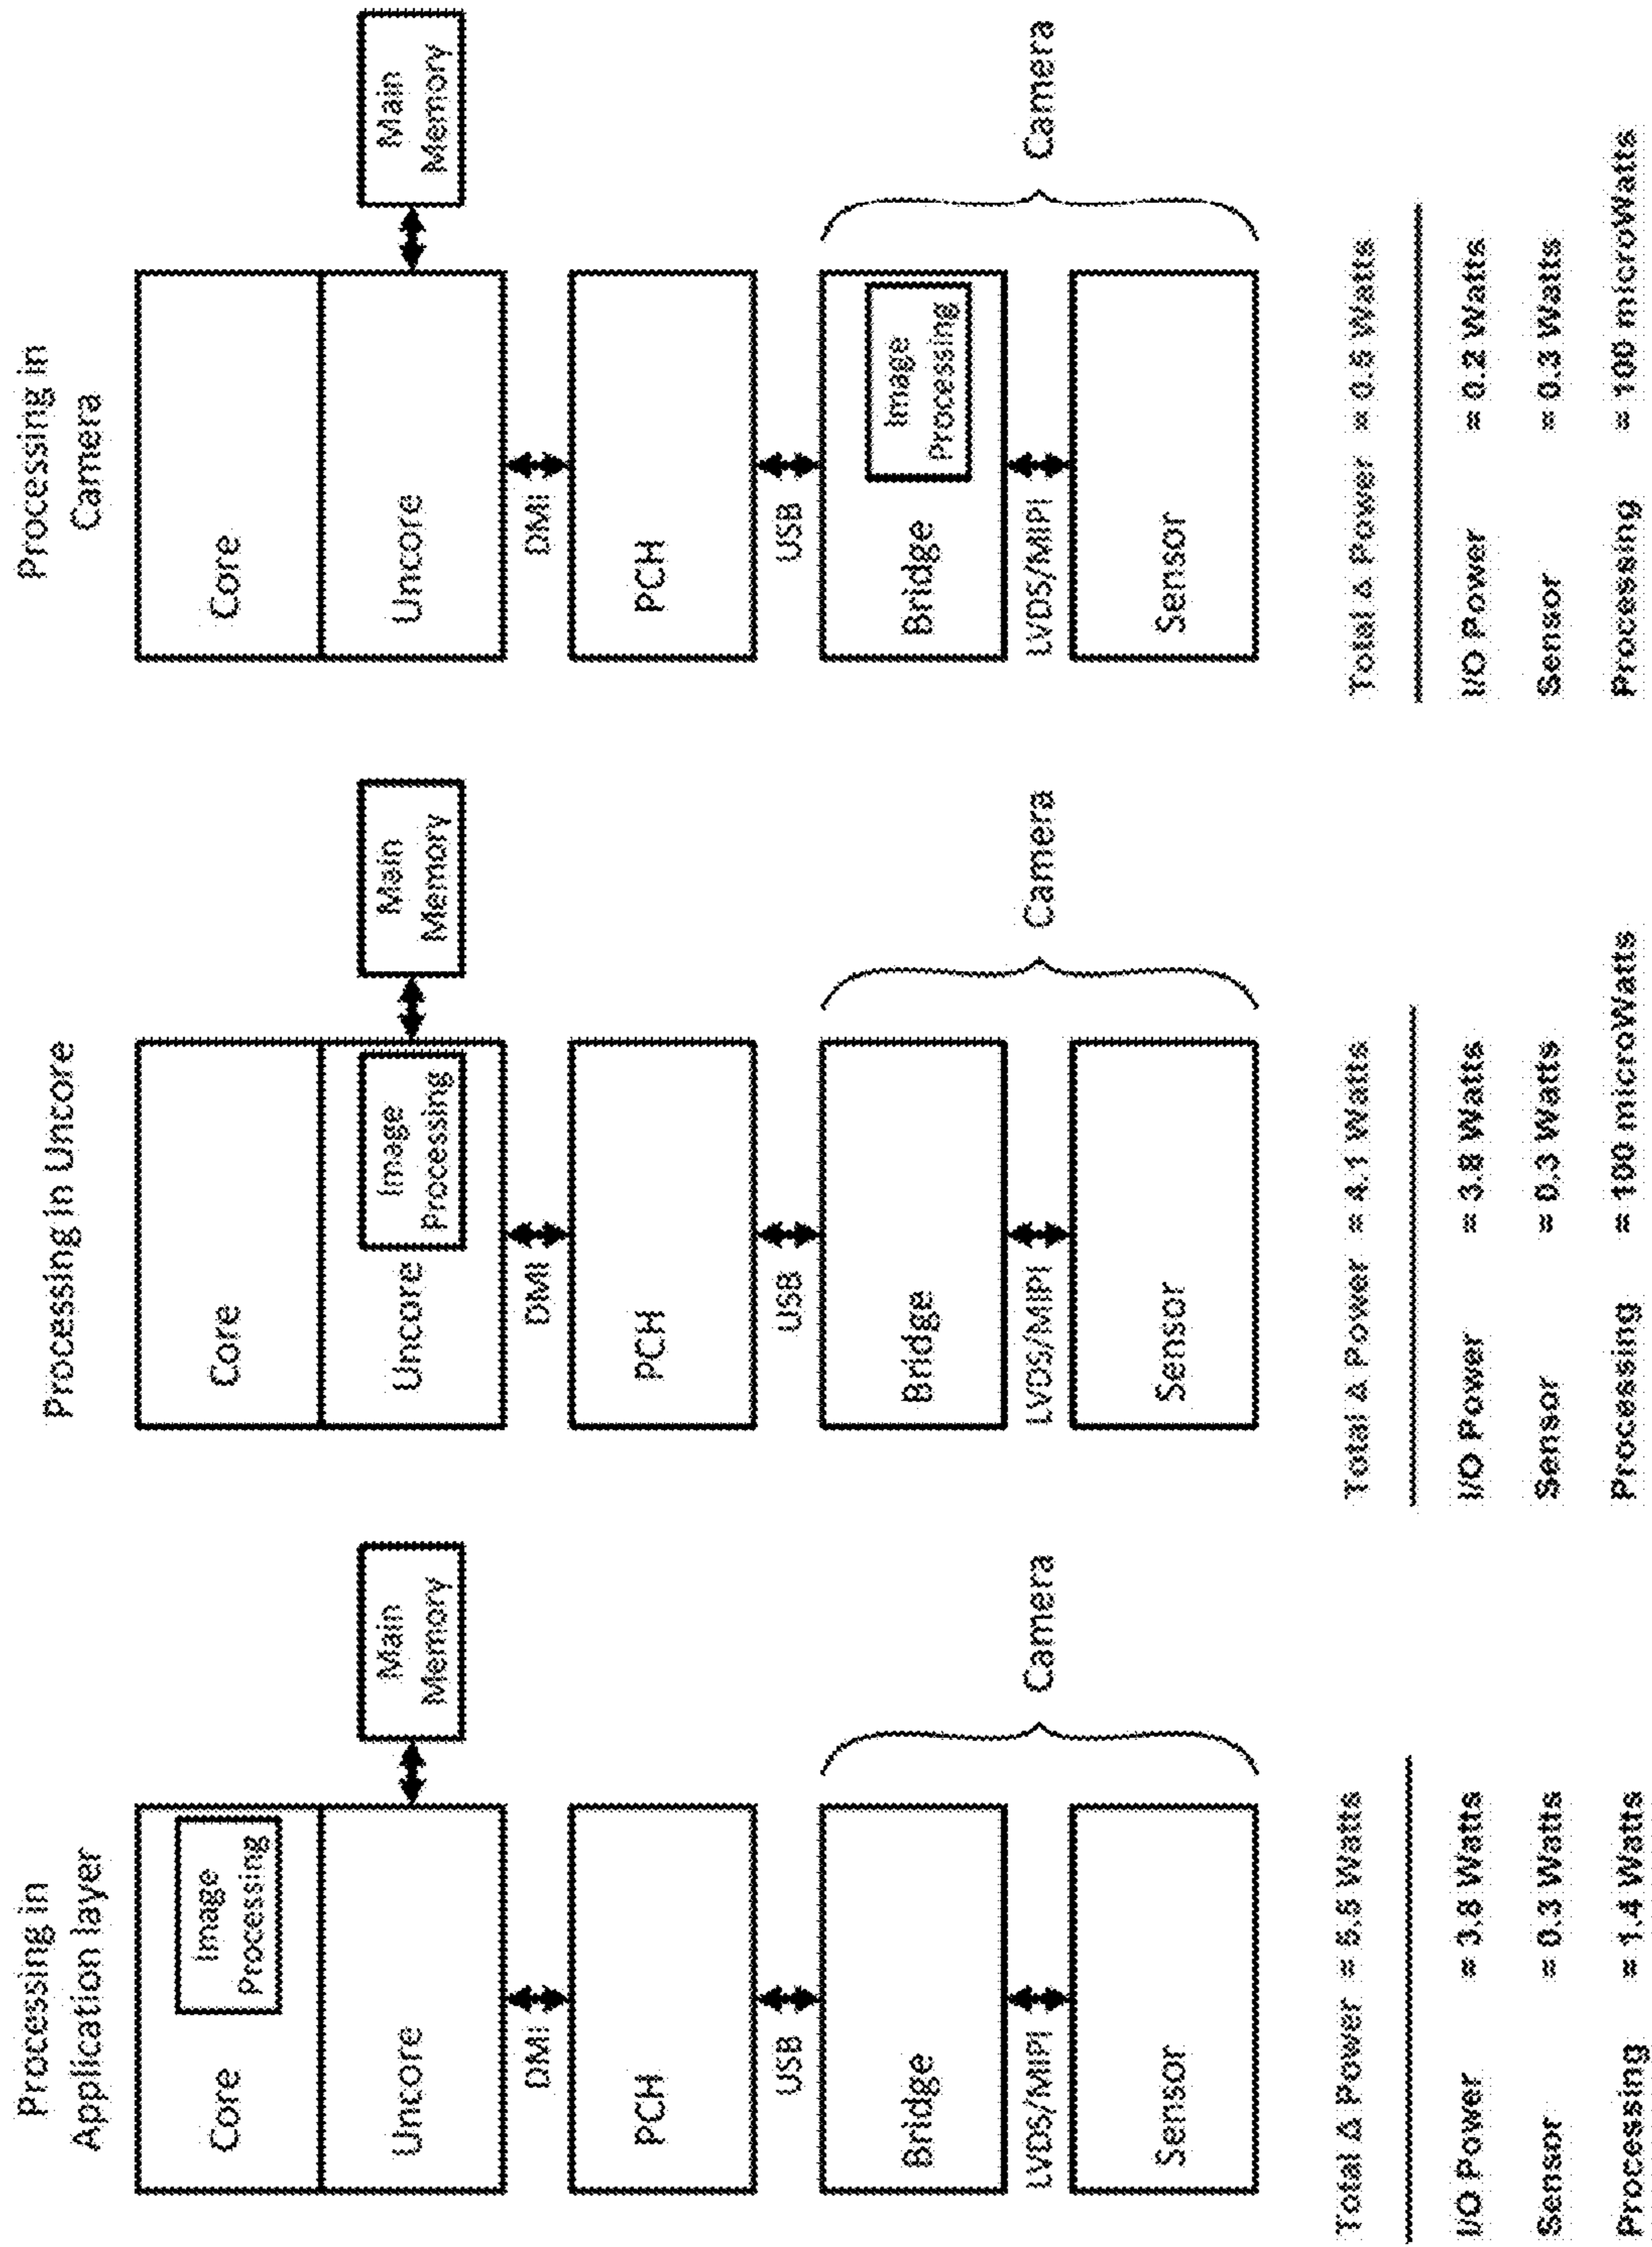 Processing in
Application layer
Core
Image
Processing
Uncore
Main
Memory
DMI
PCH
USB
Bridge
LVDS/MIPI
Sensor
Camera
Total Δ Power = 5.5 Watts
I/O Power = 3.8 Watts
Sensor = 0.3 Watts
Processing = 1.4 Watts
Processing in Uncore
Core
Uncore
Image
Processing
Main
Memory
DMI
PCH
USB
Bridge
LVDS/MIPI
Sensor
Camera
Total Δ Power = 4.1 Watts
I/O Power = 3.8 Watts
Sensor = 0.3 Watts
Processing = 100 microWatts
Processing in
Camera
Core
Uncore
Main
Memory
DMI
PCH
USB
Bridge
Image
Processing
LVDS/MIPI
Sensor
Camera
Total Δ Power = 0.5 Watts
I/O Power = 0.2 Watts
Sensor = 0.3 Watts
Processing = 100 microWatts